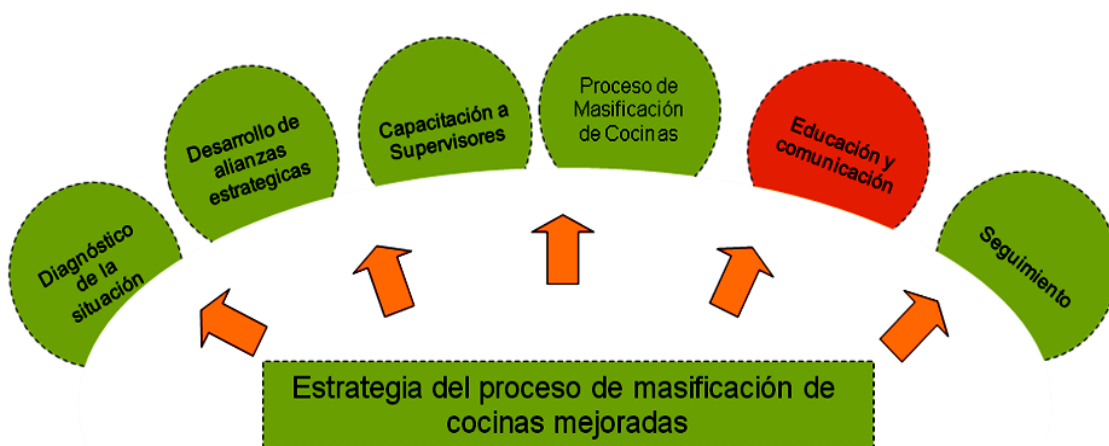 Diagnóstico
de la
situación
Desarrollo de
alianzas
estrategicas
Capacitación a
Supervisores
Proceso de
Masificación
de Cocinas
Educación y
comunicación
Seguimiento
Estrategia del proceso de masificación de
cocinas mejoradas